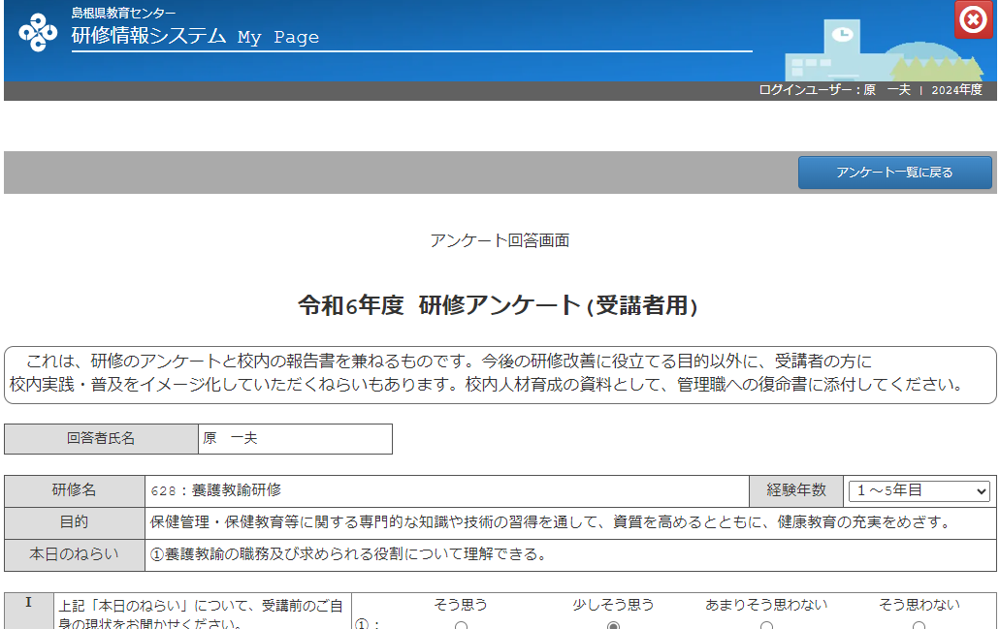 島根県教育センター
研修情報システム My Page
ログインユーザー：原　一夫 | 2024年度
アンケート一覧に戻る
アンケート回答画面
令和6年度 研修アンケート(受講者用)
これは、研修のアンケートと校内の報告書を兼ねるものです。今後の研修改善に役立てる目的以外に、受講者の方に
校内実践・普及をイメージ化していただくねらいもあります。校内人材育成の資料として、管理職への復命書に添付してください。
回答者氏名 原　一夫
研修名 628：養護教諭研修 経験年数 1～5年目
目的 保健管理・保健教育等に関する専門的な知識や技術の習得を通して、資質を高めるとともに、健康教育の充実をめざす。
本日のねらい ①養護教諭の職務及び求められる役割について理解できる。
I 上記「本日のねらい」について、受講前のご自 そう思う 少しそう思う あまりそう思わない そう思わない
身の現状をお聞かせください。 ①：